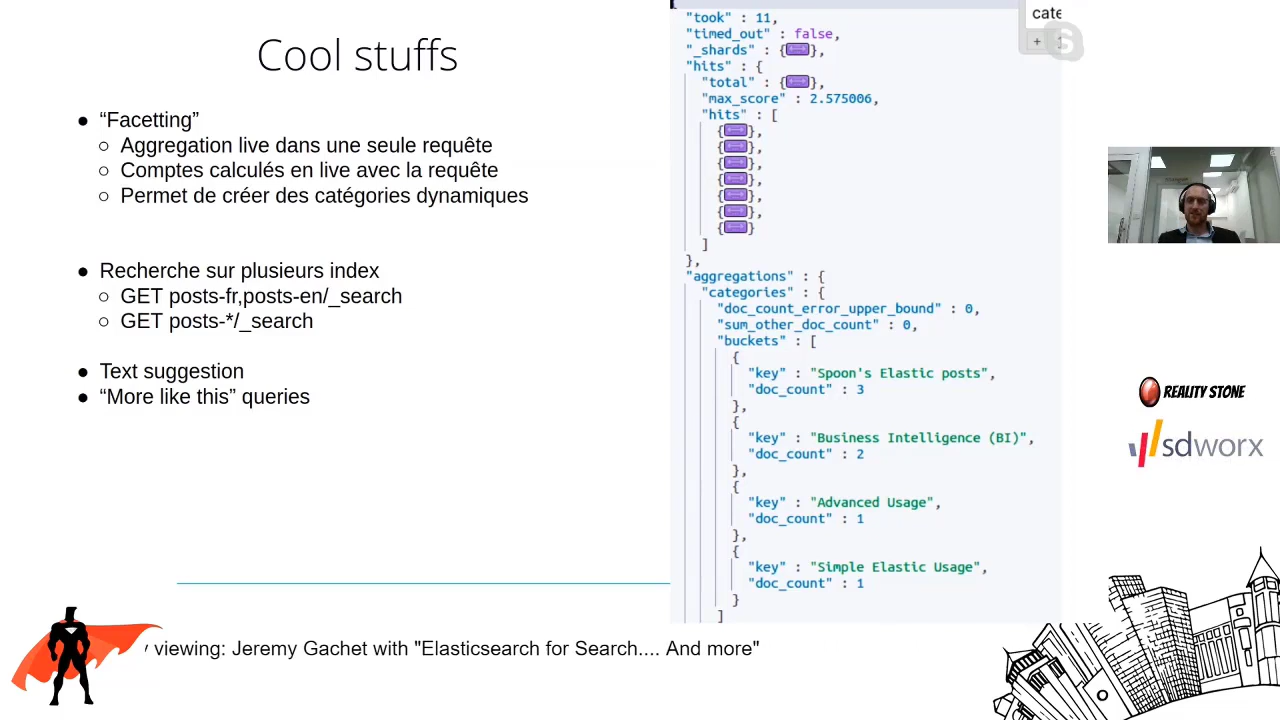 Cool stuffs
● “Facetting”
○ Aggregation live dans une seule requête
○ Comptes calculés en live avec la requête
○ Permet de créer des catégories dynamiques
● Recherche sur plusieurs index
○ GET posts-fr,posts-en/_search
○ GET posts-*/_search
● Text suggestion
● “More like this” queries
"took" : 11,
"timed_out" : false,
"_shards" : {},
"hits" : {
"total" : {},
"max_score" : 2.575006,
"hits" : [
{},
{},
{},
{},
{},
{},
{}
]
},
"aggregations" : {
"categories" : {
"doc_count_error_upper_bound" : 0,
"sum_other_doc_count" : 0,
"buckets" : [
{
"key" : "Spoon's Elastic posts",
"doc_count" : 3
},
{
"key" : "Business Intelligence (BI)",
"doc_count" : 2
},
{
"key" : "Advanced Usage",
"doc_count" : 1
},
{
"key" : "Simple Elastic Usage",
"doc_count" : 1
}
]
cate
+
S
REALITY STONE
sdworx
viewing: Jeremy Gachet with "Elasticsearch for Search.... And more"